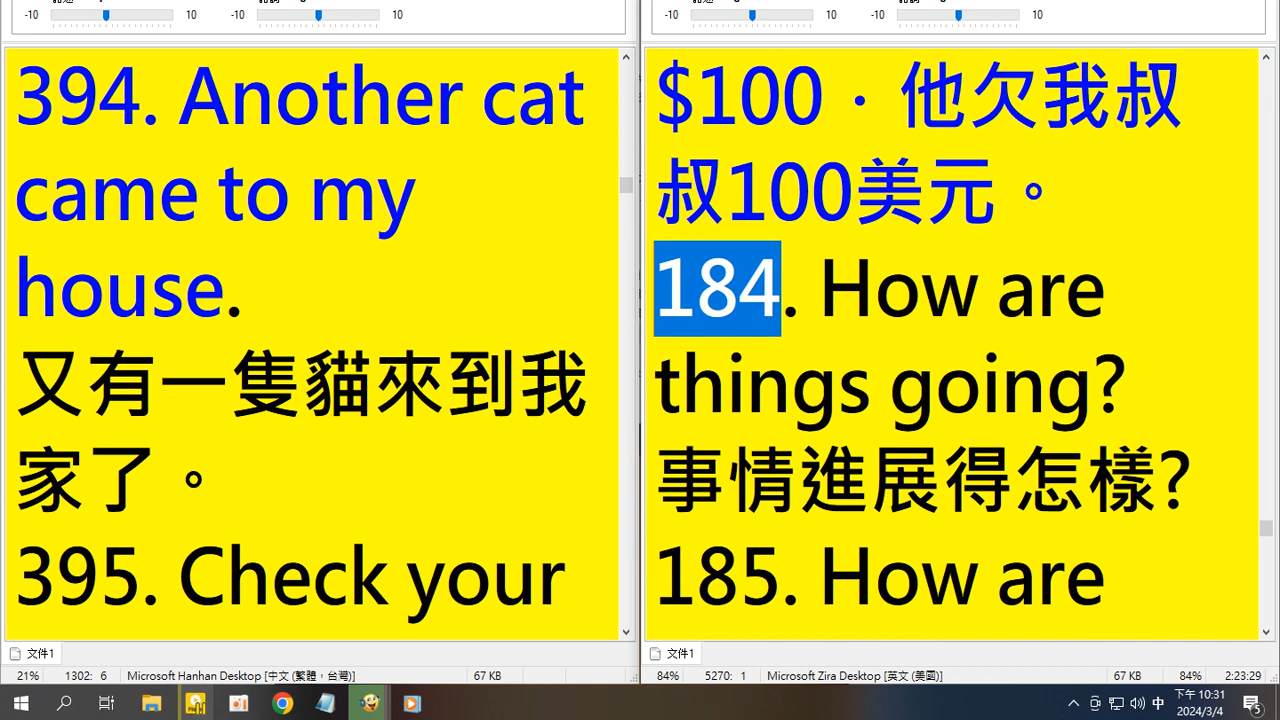 -10
10
-10
10
-10
10
-10
10
394. Another cat
came to my
house.
又有一隻貓來到我
家了。
395. Check your
$100．他欠我叔
叔100美元。
184. How are
things going?
事情進展得怎樣?
185. How are
文件1
文件1
21%
1302: 6
Microsoft Hanhan Desktop [中文 (繁體，台灣)]
67 KB
84%
5270: 1
Microsoft Zira Desktop [英文 (美國)]
67 KB
84%
2:23:29
中
下午 10:31
2024/3/4
5